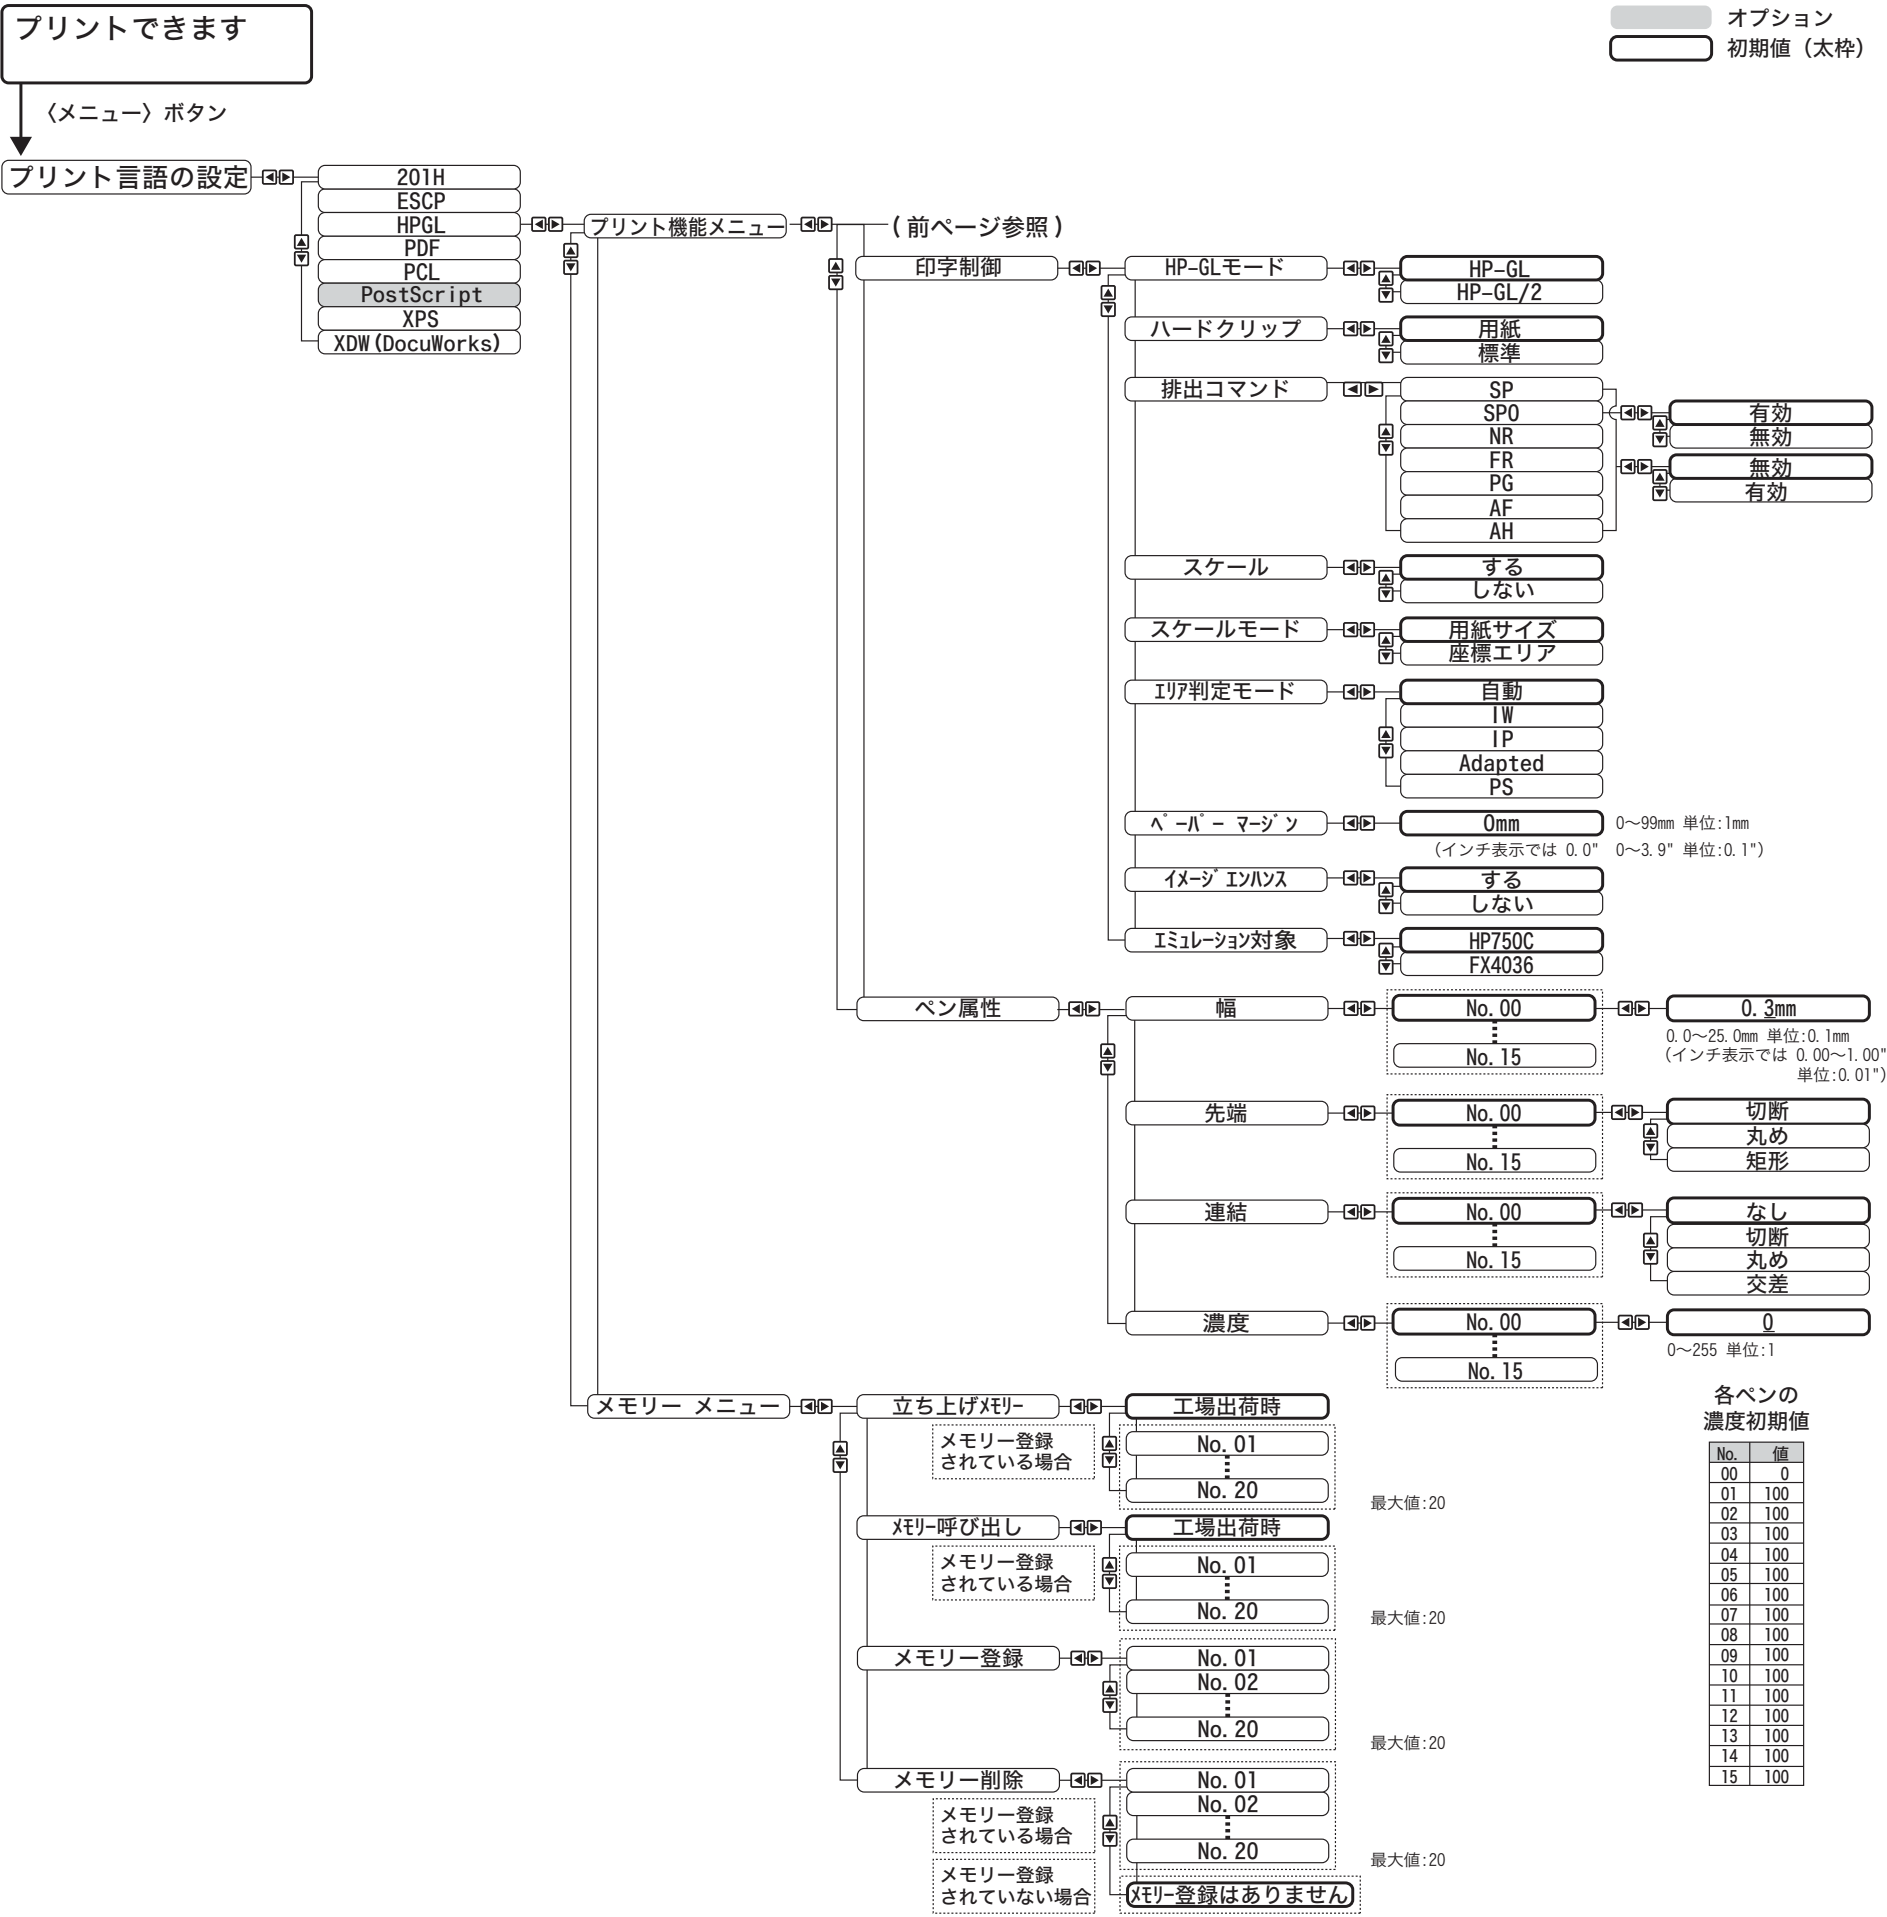 プリントできます
オプション
初期値（太枠）
〈メニュー〉ボタン
プリント言語の設定
201H
ESCP
HPGL
PDF
PCL
PostScript
XPS
XDW(DocuWorks)
プリント機能メニュー
(前ページ参照)
印字制御
HP-GLモード
HP-GL
HP-GL/2
ハードクリップ
用紙
標準
排出コマンド
SP
SP0
NR
FR
PG
AF
AH
有効
無効
無効
有効
スケール
する
しない
スケールモード
用紙サイズ
座標エリア
ｴﾘｱ判定モード
自動
IW
IP
Adapted
PS
ﾍﾟｰﾊﾟｰ ﾏｰｼﾞﾝ
0mm
0～99mm 単位:1mm
（インチ表示では 0.0" 0～3.9" 単位:0.1"）
ｲﾒｰｼﾞｴﾝﾊﾝｽ
する
しない
ｴﾐｭﾚｰｼｮﾝ対象
HP750C
FX4036
ペン属性
幅
No.00
No.15
0.3mm
0.0～25.0mm 単位:0.1mm
（インチ表示では 0.00～1.00"
単位:0.01"）
先端
No.00
No.15
切断
丸め
矩形
連結
No.00
No.15
なし
切断
丸め
交差
濃度
No.00
No.15
0
0～255 単位:1
メモリー メニュー
立ち上げﾒﾓﾘｰ
工場出荷時
メモリー登録
されている場合
No.01
No.20
最大値:20
ﾒﾓﾘｰ呼び出し
工場出荷時
メモリー登録
されている場合
No.01
No.20
最大値:20
メモリー登録
No.01
No.02
No.20
最大値:20
メモリー削除
No.01
No.02
No.20
メモリー登録
されている場合
最大値:20
メモリー登録
されていない場合
ﾒﾓﾘｰ登録はありません
各ペンの
濃度初期値
No. 値
00 0
01 100
02 100
03 100
04 100
05 100
06 100
07 100
08 100
09 100
10 100
11 100
12 100
13 100
14 100
15 100